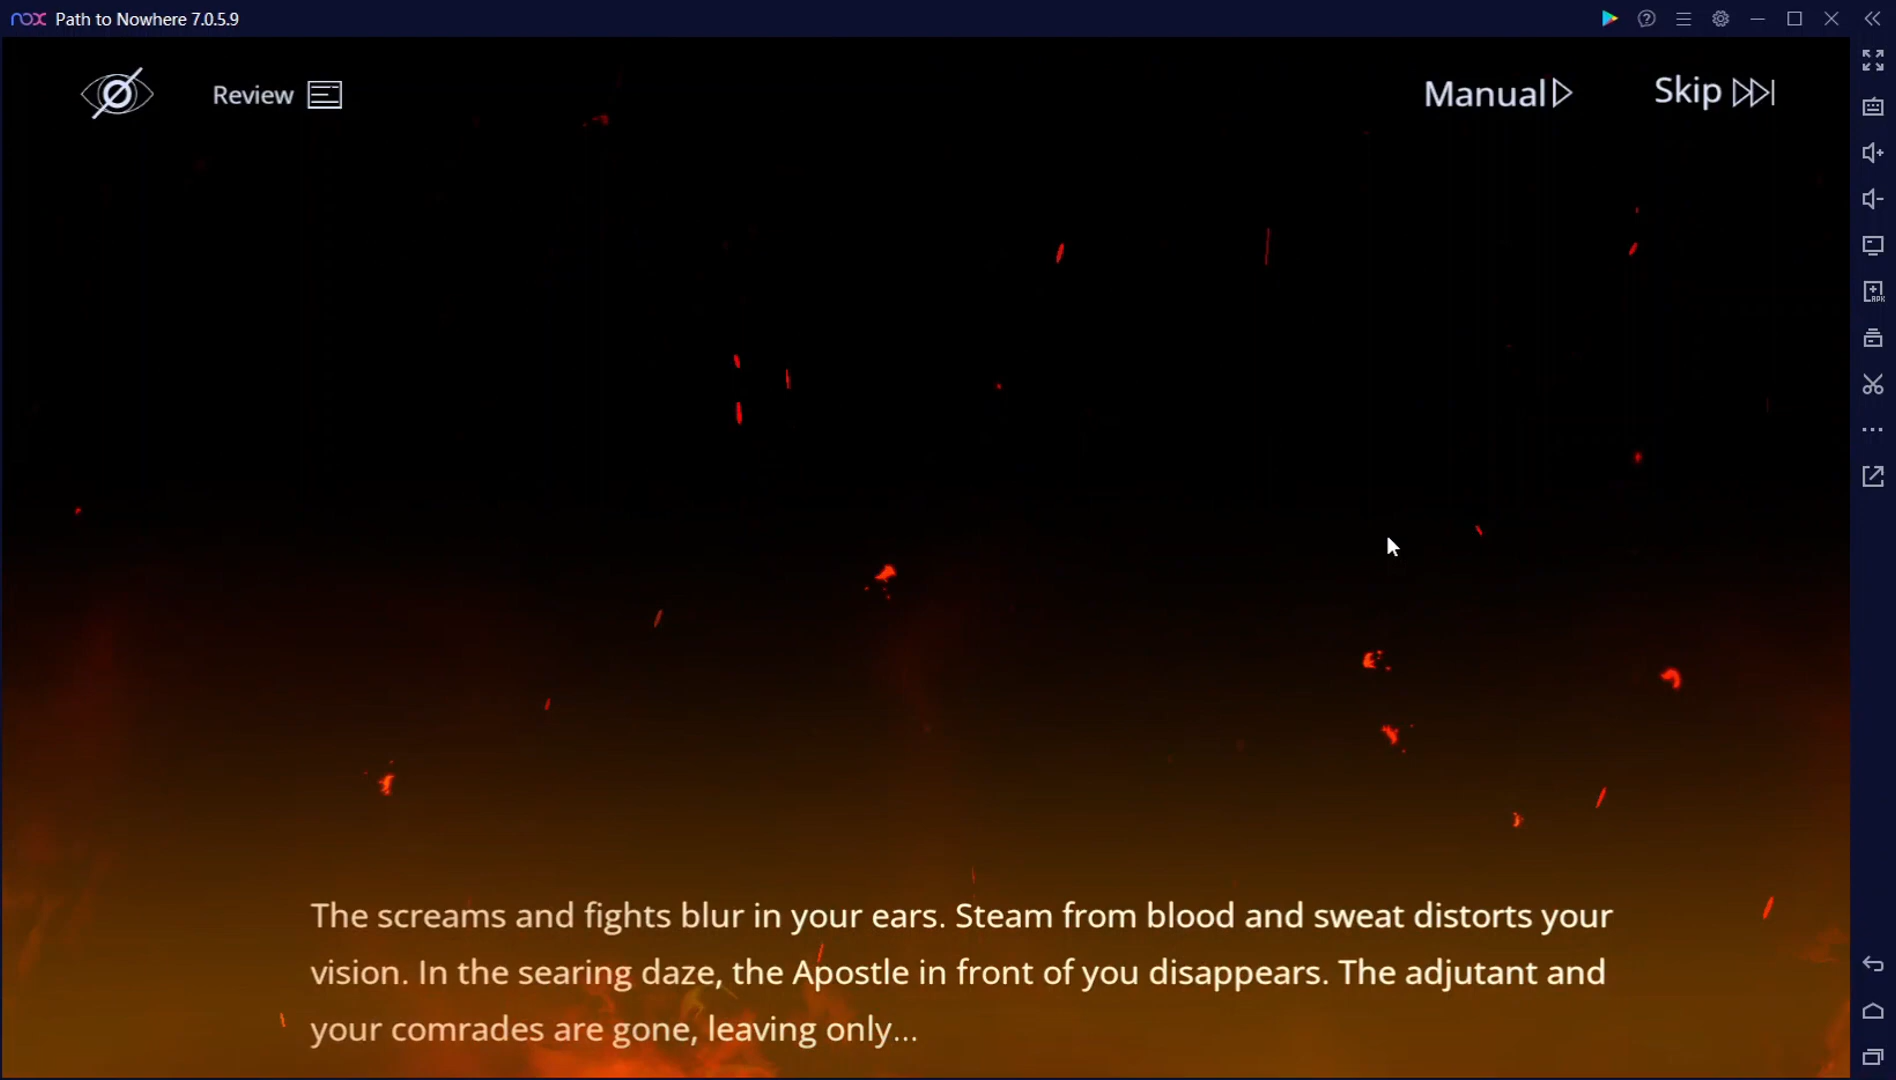 nox Path to Nowhere 7.0.5.9
Review
Manual
Skip
The screams and fights blur in your ears. Steam from blood and sweat distorts your
vision. In the searing daze, the Apostle in front of you disappears. The adjutant and
your comrades are gone, leaving only...